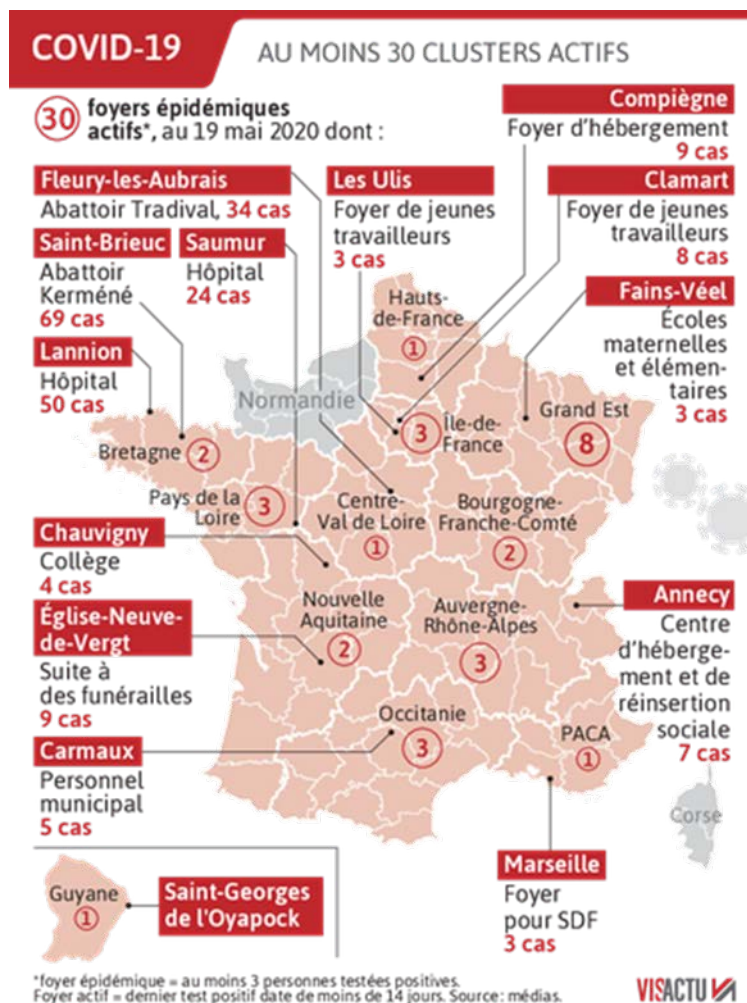 COVID-19
AU MOINS 30 CLUSTERS ACTIFS
30 foyers épidémiques
actifs*, au 19 mai 2020 dont :
Compiègne
Foyer d'hébergement
9 cas
Fleury-les-Aubrais
Abattoir Tradival, 34 cas
Les Ulis
Foyer de jeunes
travailleurs
3 cas
Clamart
Foyer de jeunes
travailleurs
8 cas
Saint-Brieuc
Abattoir
Kerméné
69 cas
Saumur
Hôpital
24 cas
Fains-Véel
Écoles
maternelles
et élémen-
taires
3 cas
Lannion
Hôpital
50 cas
Hauts-
de-France
1
Normandie
Grand Est
8
Île-de-
France
3
Bretagne 2
Pays de la
Loire 3
Centre-
Val de Loire
1
Bourgogne-
Franche-Comté
2
Chauvigny
Collège
4 cas
Nouvelle
Aquitaine
2
Auvergne-
Rhône-Alpes
3
Annecy
Centre
d'héberge-
ment et de
réinsertion
sociale
7 cas
Église-Neuve-
de-Vergt
Suite à
des funérailles
9 cas
Occitanie
3
PACA
1
Carmaux
Personnel
municipal
5 cas
Corse
Marseille
Foyer
pour SDF
3 cas
Guyane
1
Saint-Georges
de l'Oyapock
*foyer épidémique = au moins 3 personnes testées positives.
Foyer actif = dernier test positif date de moins de 14 jours. Source: médias.
VISACTU